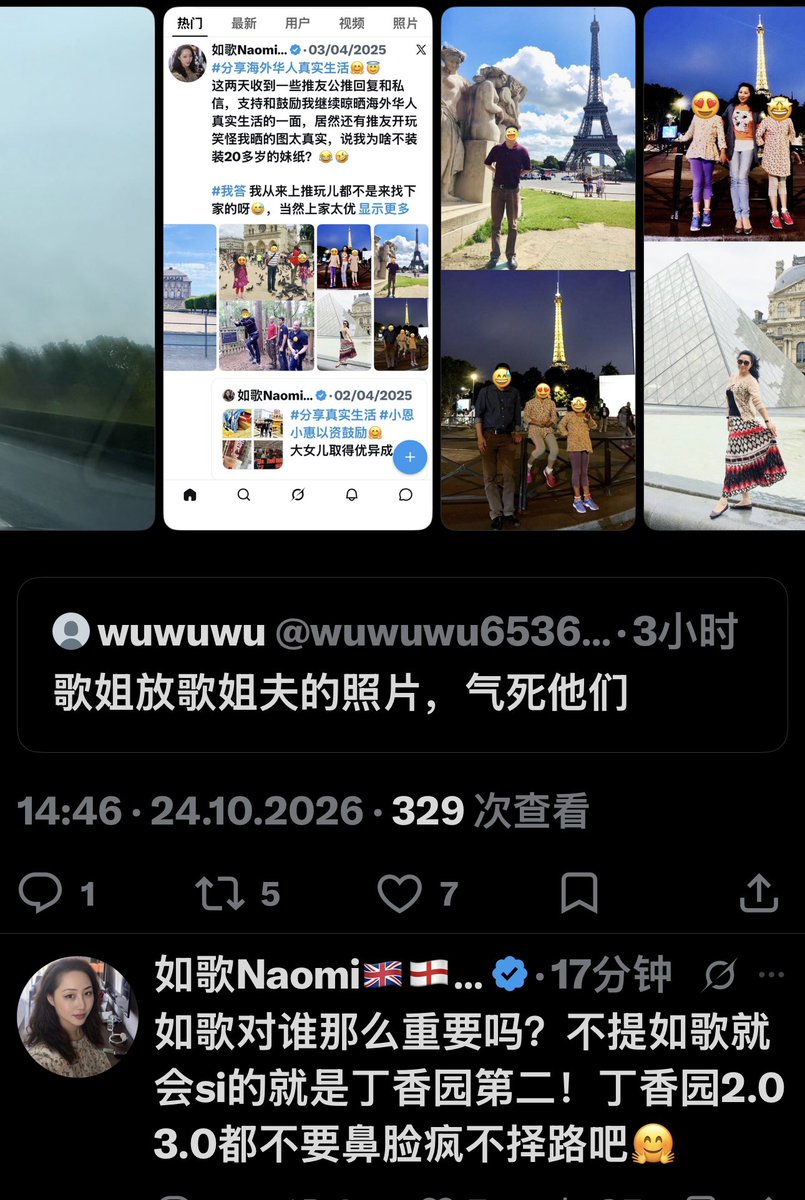 热门 最新 用户 视频 照片
如歌Naomi... · 03/04/2025
#分享海外华人真实生活🤗😇
这两天收到一些推友公推回复和私
信，支持和鼓励我继续晾晒海外华人
真实生活的一面，居然还有推友开玩
笑怪我晒的图太真实，说我为啥不装
装20多岁的妹纸？😂🤣
#我答 我从来上推玩儿都不是来找下
家的呀😅，当然上家太优 显示更多
如歌Naomi... · 02/04/2025
#分享真实生活 #小恩
小惠以资鼓励🤗
大女儿取得优异成
wuwuwu @wuwuwu6536... · 3小时
歌姐放歌姐夫的照片，气死他们
14:46 · 24.10.2026 · 329 次查看
1 5 7
如歌Naomi🇬🇧🏴󠁧󠁢󠁥󠁮󠁧󠁿... · 17分钟
如歌对谁那么重要吗？不提如歌就
会si的就是丁香园第二！丁香园2.0
3.0都不要鼻脸疯不择路吧🤗